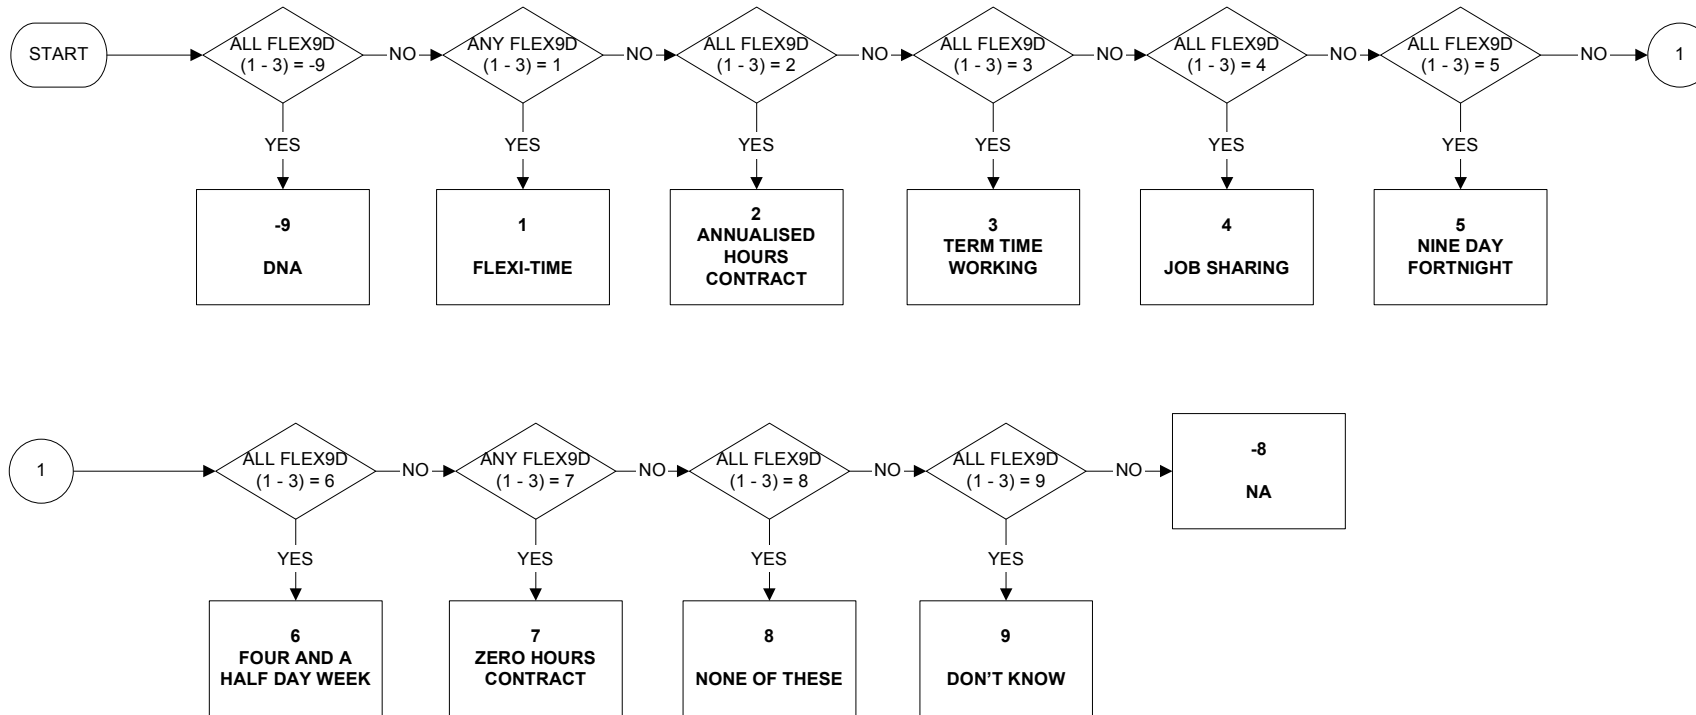 START
ALL FLEX9D
(1 - 3) = -9
NO
ANY FLEX9D
(1 - 3) = 1
NO
ALL FLEX9D
(1 - 3) = 2
NO
ALL FLEX9D
(1 - 3) = 3
NO
ALL FLEX9D
(1 - 3) = 4
NO
ALL FLEX9D
(1 - 3) = 5
NO
1
YES
YES
YES
YES
YES
YES
-9
DNA
1
FLEXI-TIME
2
ANNUALISED
HOURS
CONTRACT
3
TERM TIME
WORKING
4
JOB SHARING
5
NINE DAY
FORTNIGHT
1
ALL FLEX9D
(1 - 3) = 6
NO
ANY FLEX9D
(1 - 3) = 7
NO
ALL FLEX9D
(1 - 3) = 8
NO
ALL FLEX9D
(1 - 3) = 9
NO
-8
NA
YES
YES
YES
YES
6
FOUR AND A
HALF DAY WEEK
7
ZERO HOURS
CONTRACT
8
NONE OF THESE
9
DON'T KNOW